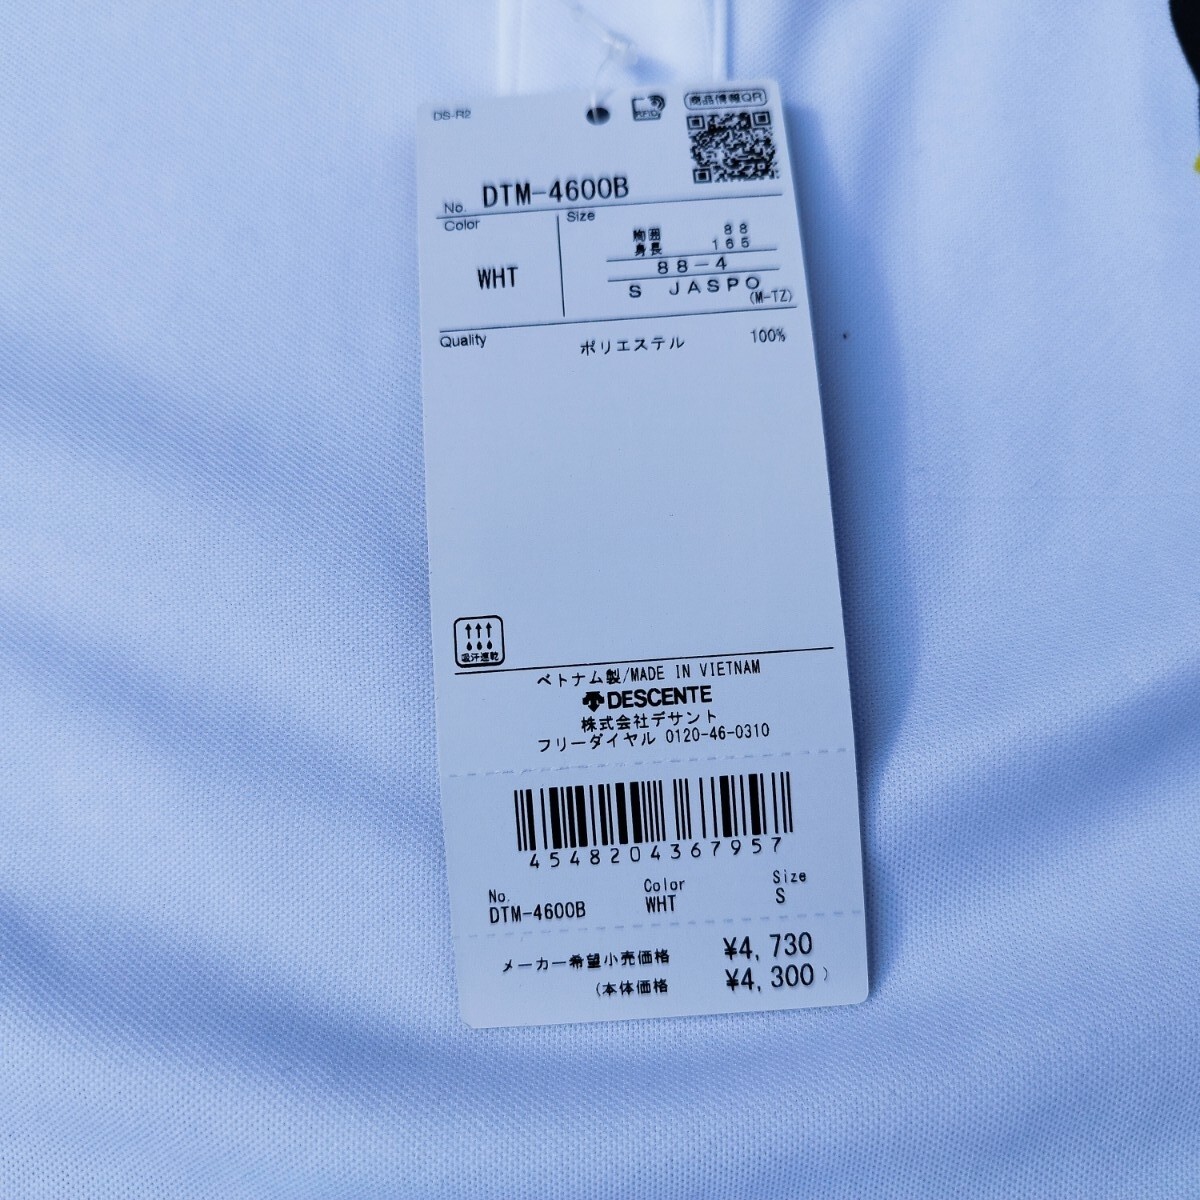 DS-R2
RFID
商品情報QR
No. DTM-4600B
Color
WHT
Size
胸囲 88
身長 165
88-4
S JASPO
(M-TZ)
Quality
ポリエステル 100%
吸汗速乾
ベトナム製/MADE IN VIETNAM
DESCENTE
株式会社デサント
フリーダイヤル 0120-46-0310
4548204367957
No. Color Size
DTM-4600B WHT S
メーカー希望小売価格 ¥4,730
(本体価格 ¥4,300)